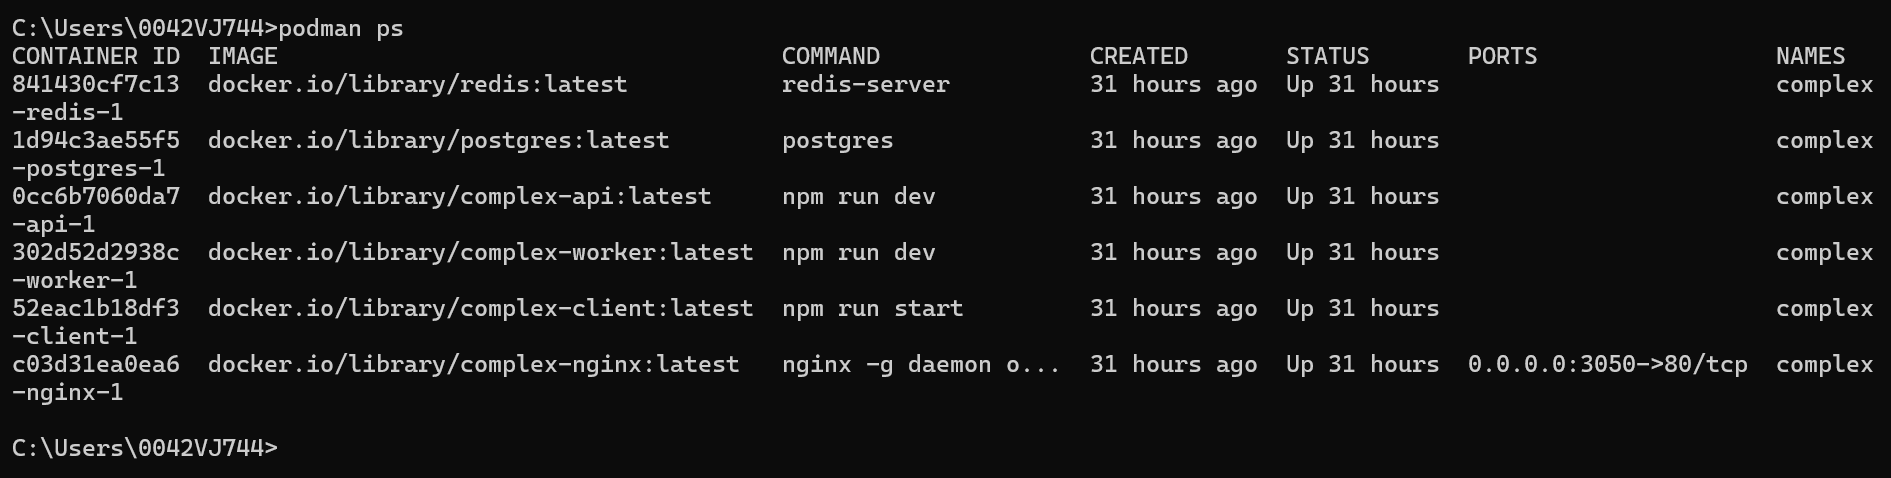 C:\Users\0042VJ744>podman ps
CONTAINER ID  IMAGE                                    COMMAND               CREATED       STATUS       PORTS                 NAMES
841430cf7c13  docker.io/library/redis:latest           redis-server          31 hours ago  Up 31 hours                        complex
-redis-1
1d94c3ae55f5  docker.io/library/postgres:latest        postgres              31 hours ago  Up 31 hours                        complex
-postgres-1
0cc6b7060da7  docker.io/library/complex-api:latest     npm run dev           31 hours ago  Up 31 hours                        complex
-api-1
302d52d2938c  docker.io/library/complex-worker:latest  npm run dev           31 hours ago  Up 31 hours                        complex
-worker-1
52eac1b18df3  docker.io/library/complex-client:latest  npm run start         31 hours ago  Up 31 hours                        complex
-client-1
c03d31ea0ea6  docker.io/library/complex-nginx:latest   nginx -g daemon o...  31 hours ago  Up 31 hours  0.0.0.0:3050->80/tcp  complex
-nginx-1
C:\Users\0042VJ744>